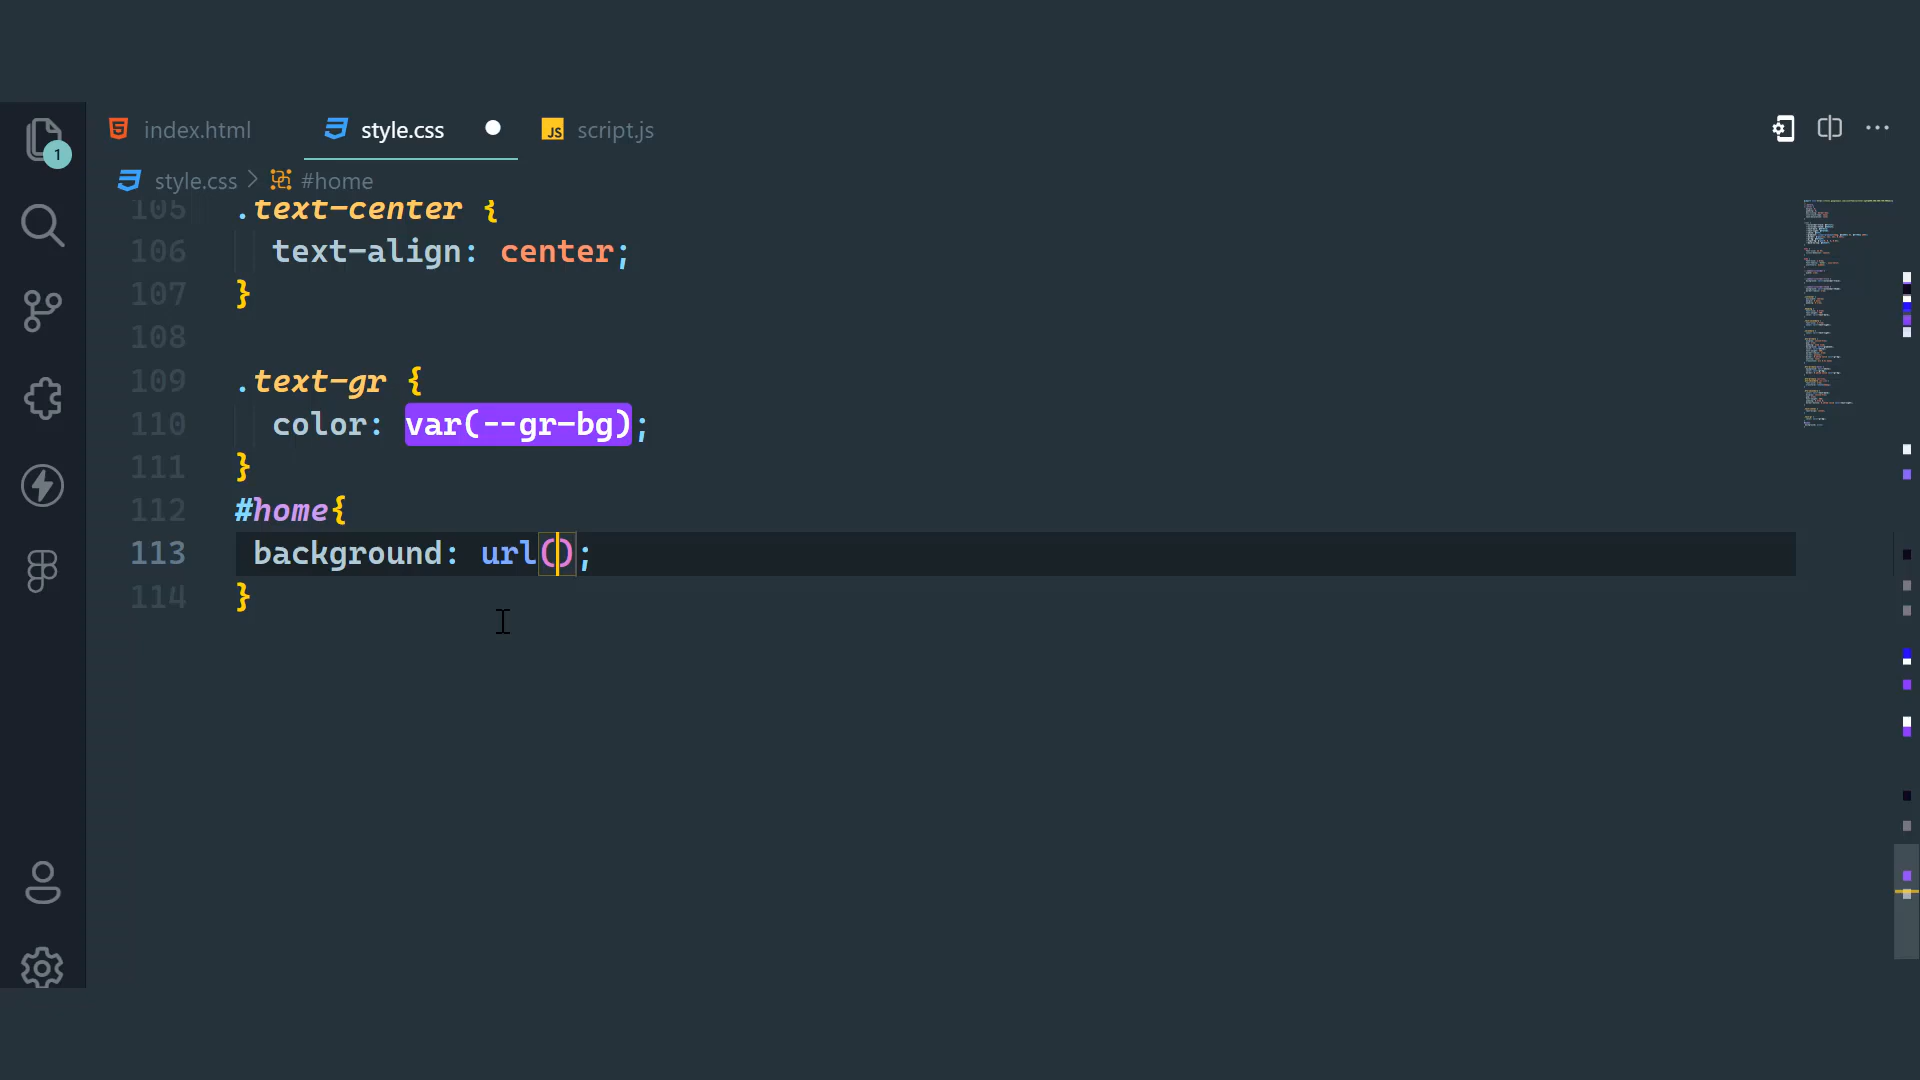 index.html style.css script.js
style.css > #home
105 .text-center {
106 text-align: center;
107 }
108
109 .text-gr {
110 color: var(--gr-bg);
111 }
112 #home{
113 background: url();
114 }
1